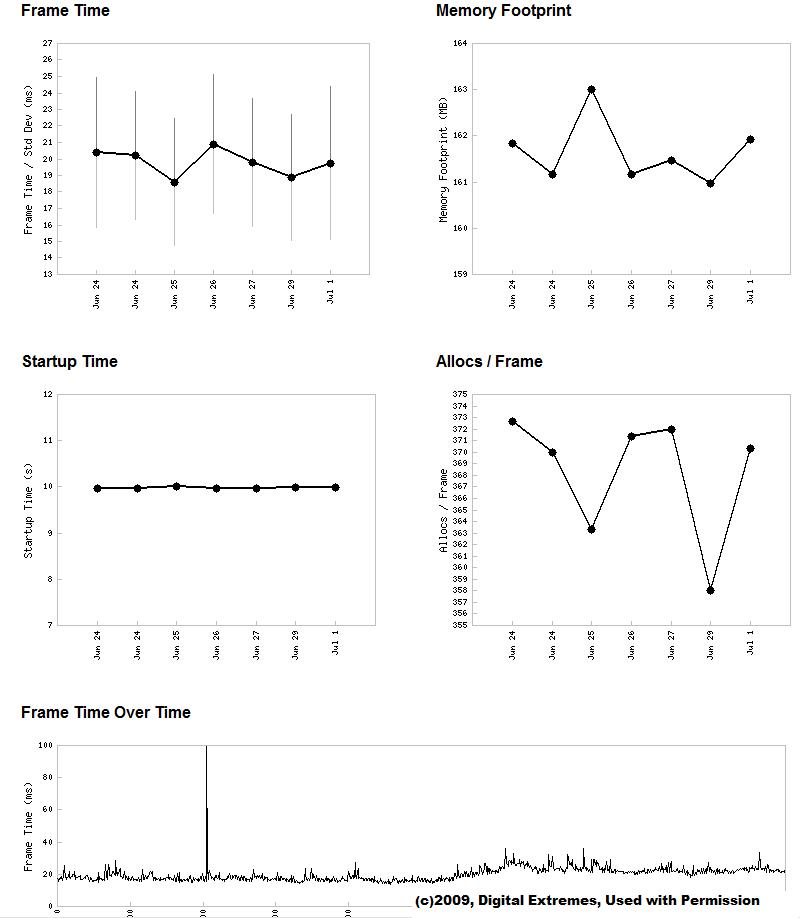 Frame Time
Memory Footprint
27
26
25
24
23
22
21
20
19
18
17
16
15
14
13
Frame Time / Std Dev (ms)
Jun 24
Jun 24
Jun 25
Jun 26
Jun 27
Jun 29
Jul 1
164
163
162
161
160
159
Memory Footprint (MB)
Jun 24
Jun 24
Jun 25
Jun 26
Jun 27
Jun 29
Jul 1
Startup Time
Allocs / Frame
12
11
10
9
8
7
Startup Time (s)
Jun 24
Jun 24
Jun 25
Jun 26
Jun 27
Jun 29
Jul 1
375
374
373
372
371
370
369
368
367
366
365
364
363
362
361
360
359
358
357
356
355
Allocs / Frame
Jun 24
Jun 24
Jun 25
Jun 26
Jun 27
Jun 29
Jul 1
Frame Time Over Time
100
80
60
40
20
0
Frame Time (ms)
(c)2009, Digital Extremes, Used with Permission